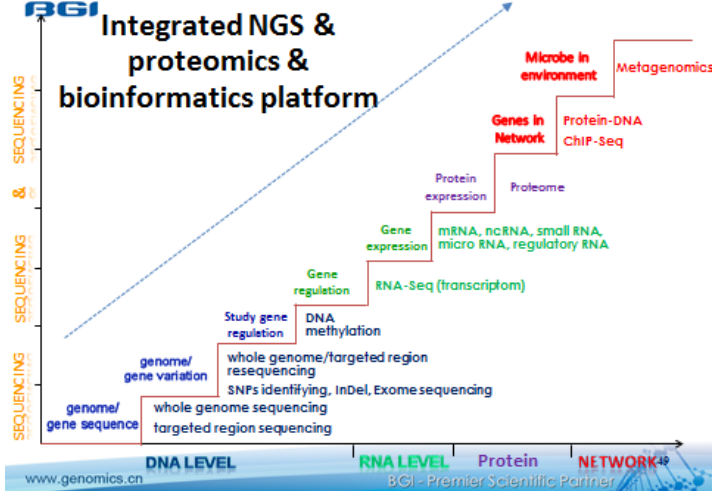 BGI
Integrated NGS &
proteomics &
bioinformatics platform
Microbe in
environment
Metagenomics
Genes in
Network
Protein-DNA
ChIP-Seq
Protein
expression
Proteome
Gene
expression
mRNA, ncRNA, small RNA,
micro RNA, regulatory RNA
Gene
regulation
RNA-Seq (transcriptom)
Study gene
regulation
DNA
methylation
genome/
gene variation
whole genome/targeted region
resequencing
SNPs identifying, InDel, Exome sequencing
genome/
gene sequence
whole genome sequencing
targeted region sequencing
SEQUENCING
&
SEQUENCING
SEQUENCING
DNA LEVEL
RNA LEVEL
Protein
NETWORK
49
www.genomics.cn
BGI - Premier Scientific Partner